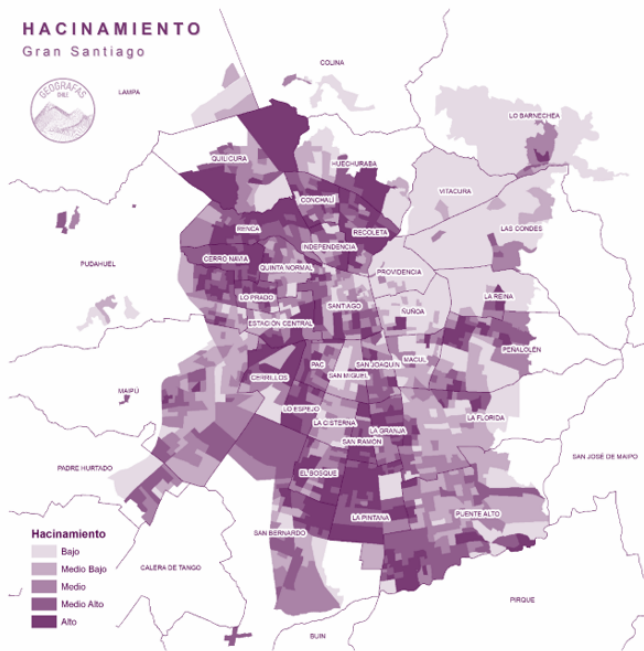 HACINAMIENTO
Gran Santiago
GEÓGRAFAS
CHILE
COLINA
LAMPA
LO BARNECHEA
QUILICURA
HUECHURABA
VITACURA
CONCHALÍ
RENCA
RECOLETA
LAS CONDES
INDEPENDENCIA
CERRO NAVIA
PUDAHUEL
QUINTA NORMAL
PROVIDENCIA
LO PRADO
LA REINA
SANTIAGO
ÑUÑOA
ESTACIÓN CENTRAL
PEÑALOLÉN
PAC
SAN JOAQUÍN
MACUL
CERRILLOS
SAN MIGUEL
MAIPÚ
LO ESPEJO
LA CISTERNA
LA FLORIDA
LA GRANJA
SAN RAMÓN
SAN JOSÉ DE MAIPO
PADRE HURTADO
EL BOSQUE
LA PINTANA
PUENTE ALTO
SAN BERNARDO
CALERA DE TANGO
PIRQUE
BUIN
Hacinamiento
Bajo
Medio Bajo
Medio
Medio Alto
Alto